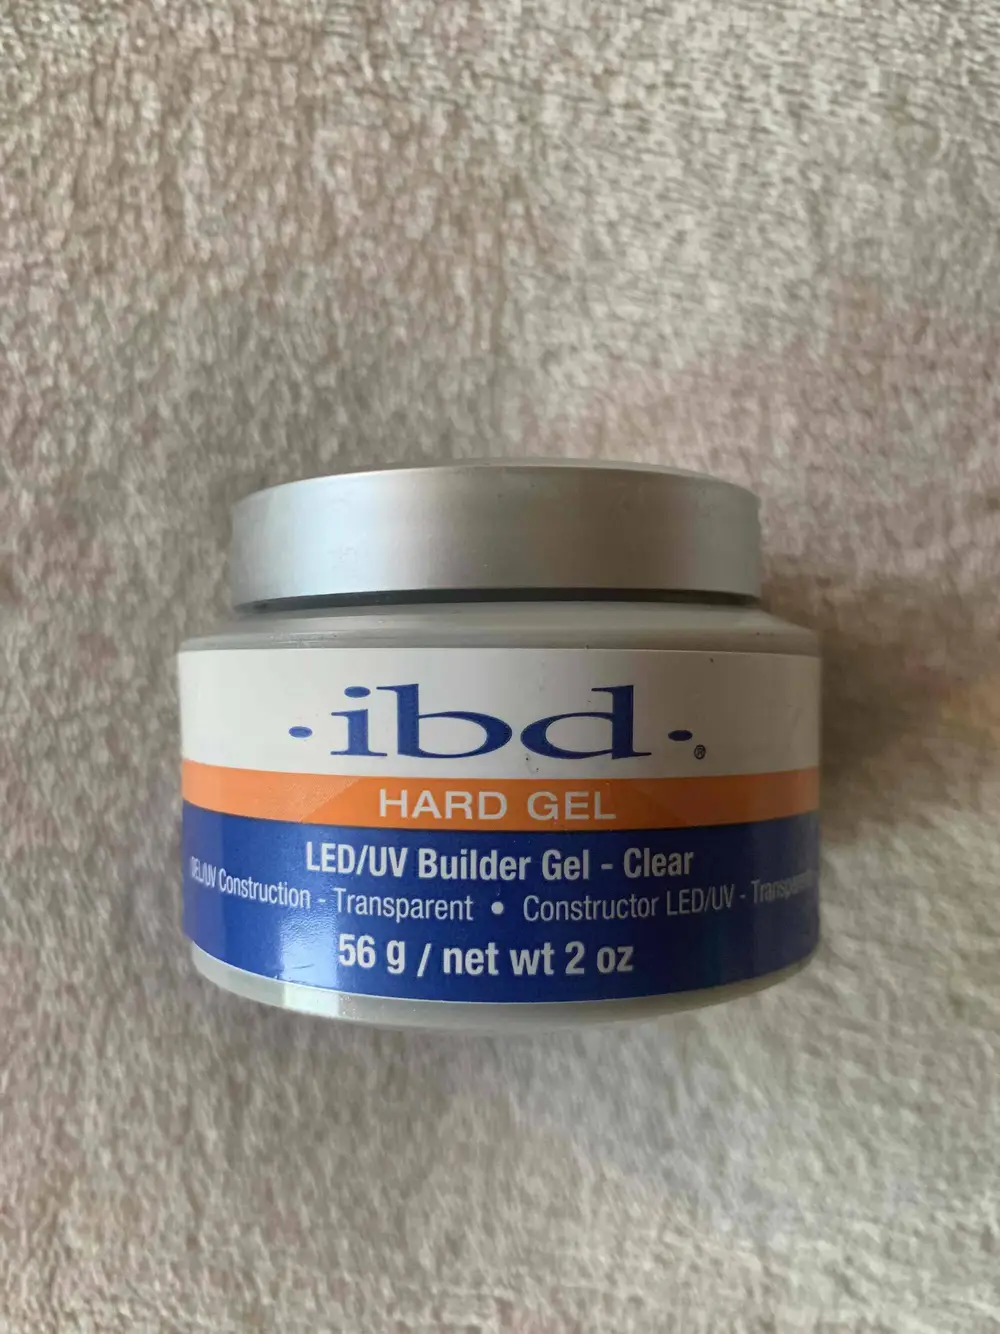 ·ibd·®
HARD GEL
LED/UV Builder Gel - Clear
Construction - Transparent • Constructor LED/UV -
56 g / net wt 2 oz